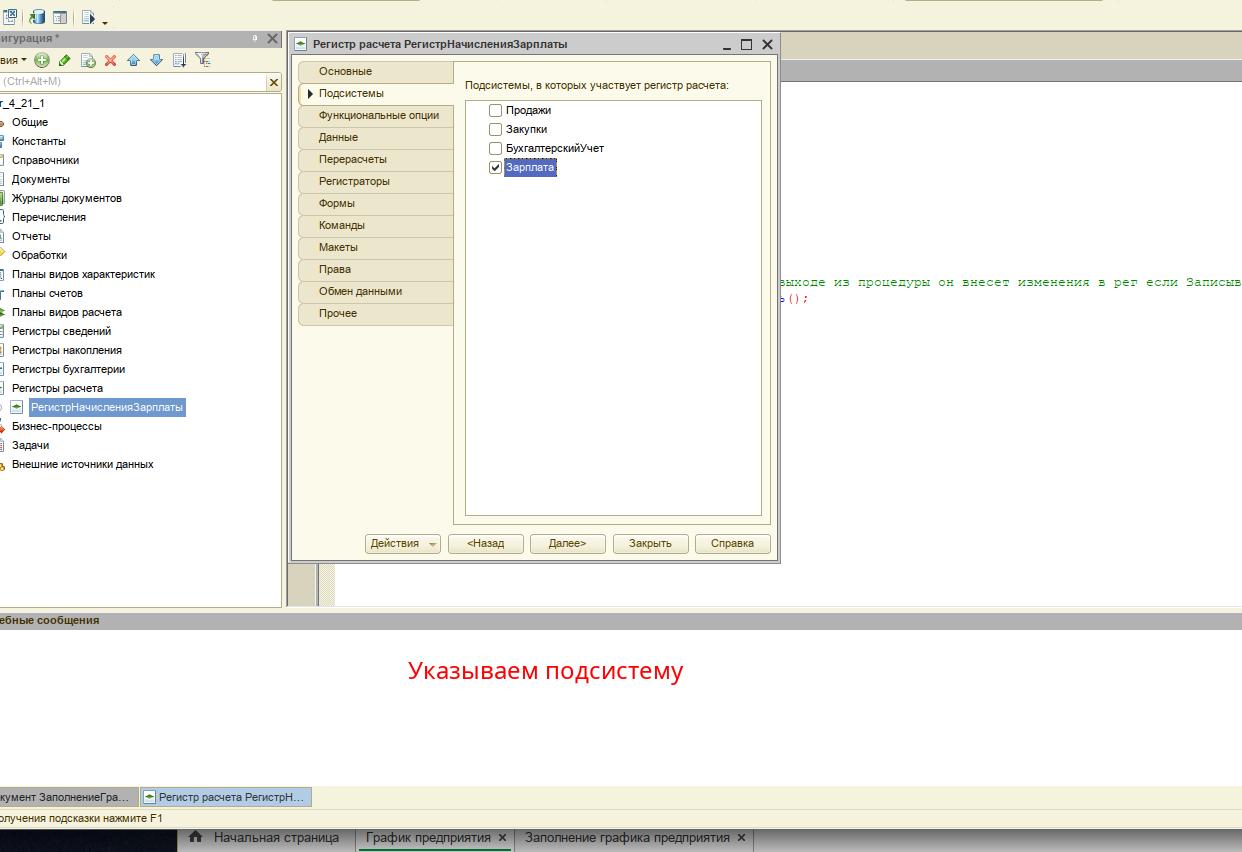 игурация *
Регистр расчета РегистрНачисленияЗарплаты
вия
(Ctrl+Alt+M)
r_4_21_1
Общие
Константы
Справочники
Документы
Журналы документов
Перечисления
Отчеты
Обработки
Планы видов характеристик
Планы счетов
Планы видов расчета
Регистры сведений
Регистры накопления
Регистры бухгалтерии
Регистры расчета
РегистрНачисленияЗарплаты
Бизнес-процессы
Задачи
Внешние источники данных
Основные
Подсистемы
Функциональные опции
Данные
Перерасчеты
Регистраторы
Формы
Команды
Макеты
Права
Обмен данными
Прочее
Подсистемы, в которых участвует регистр расчета:
Продажи
Закупки
БухгалтерскийУчет
Зарплата
Действия
<Назад
Далее>
Закрыть
Справка
выходе из процедуры он внесет изменения в рег если Записыв
ь();
ебные сообщения
Указываем подсистему
кумент ЗаполнениеГра...
Регистр расчета РегистрН...
олучения подсказки нажмите F1
Начальная страница
График предприятия
Заполнение графика предприятия